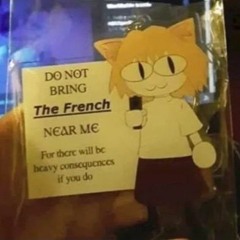 DO NOT
BRING
The French
NEAR ME
For there will be
heavy consequences
if you do